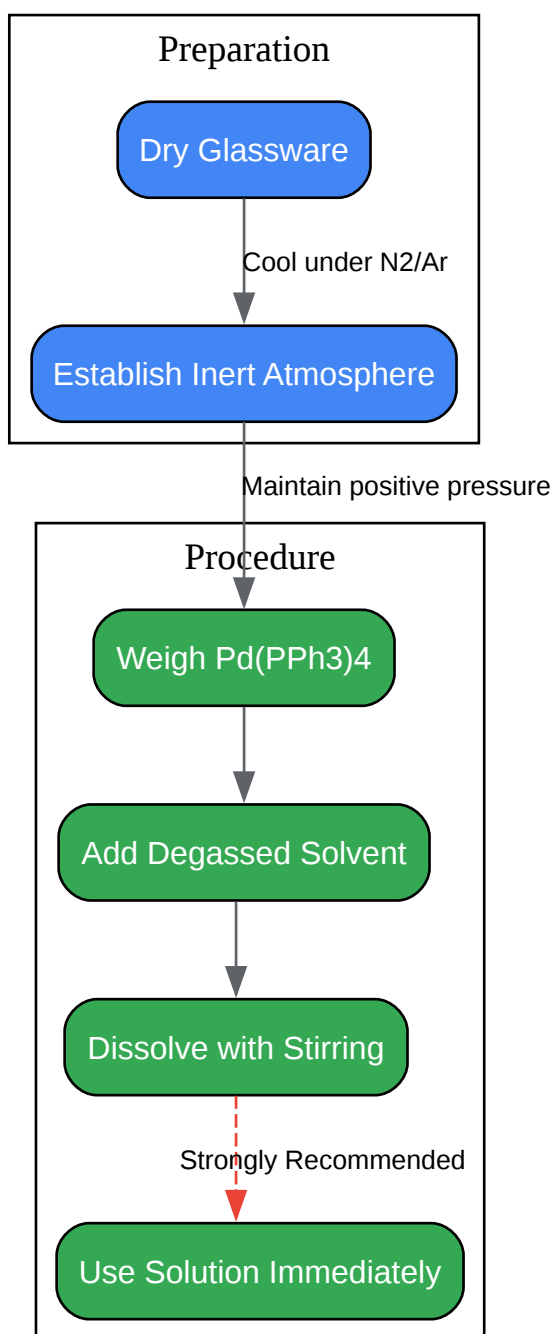 Preparation
Dry Glassware
Cool under N2/Ar
Establish Inert Atmosphere
Maintain positive pressure
Procedure
Weigh Pd(PPh3)4
Add Degassed Solvent
Dissolve with Stirring
Strongly Recommended
Use Solution Immediately